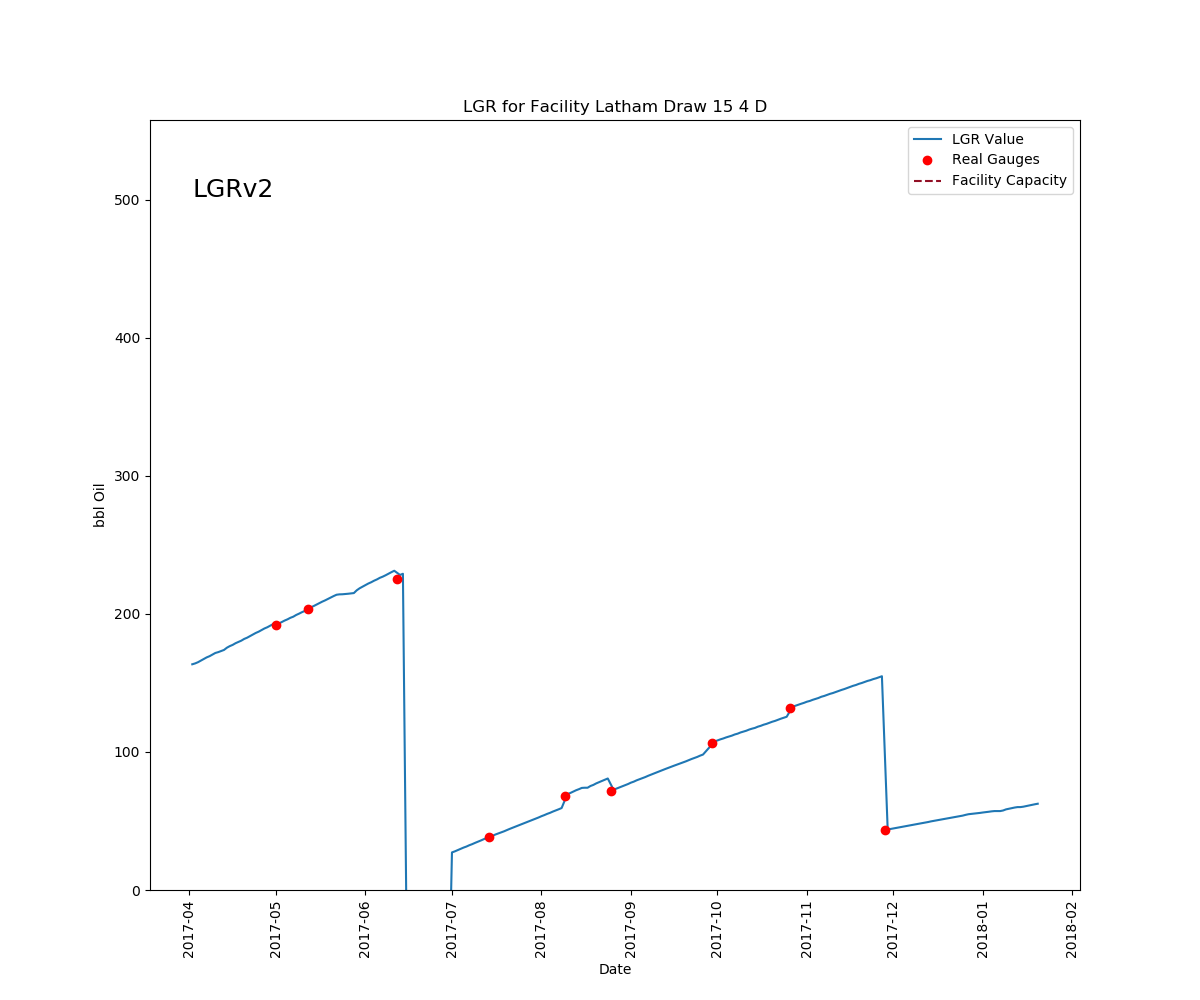 LGR for Facility Latham Draw 15 4 D
LGR Value
Real Gauges
Facility Capacity
LGRv2
500
400
300
200
100
0
bbl Oil
2017-04
2017-05
2017-06
2017-07
2017-08
2017-09
2017-10
2017-11
2017-12
2018-01
2018-02
Date